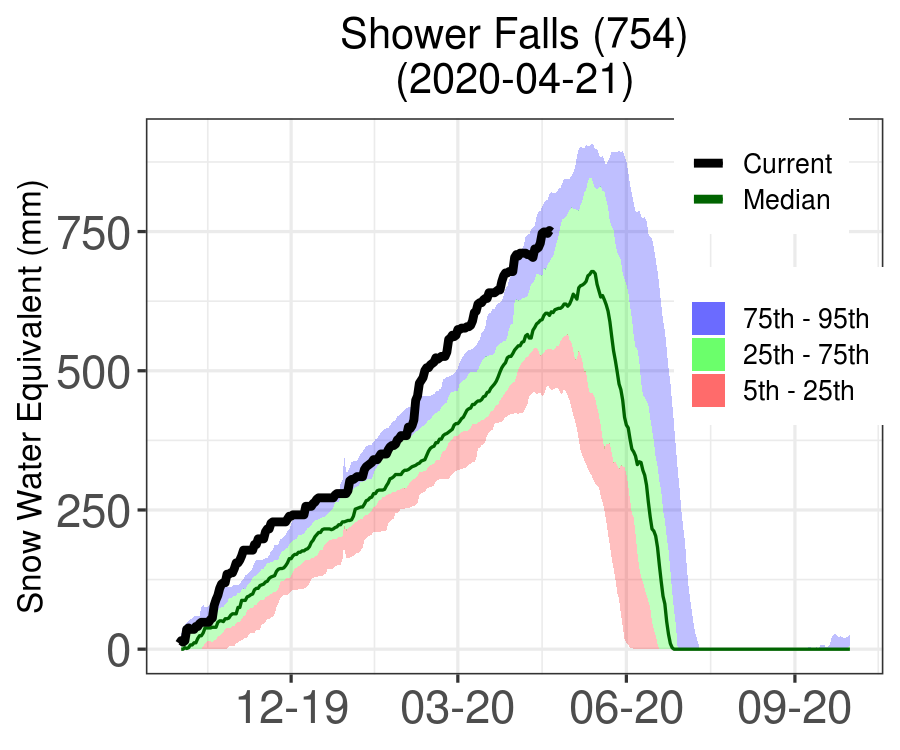 Shower Falls (754)
(2020-04-21)
Snow Water Equivalent (mm)
750
500
250
0
12-19
03-20
06-20
09-20
Current
Median
75th - 95th
25th - 75th
5th - 25th